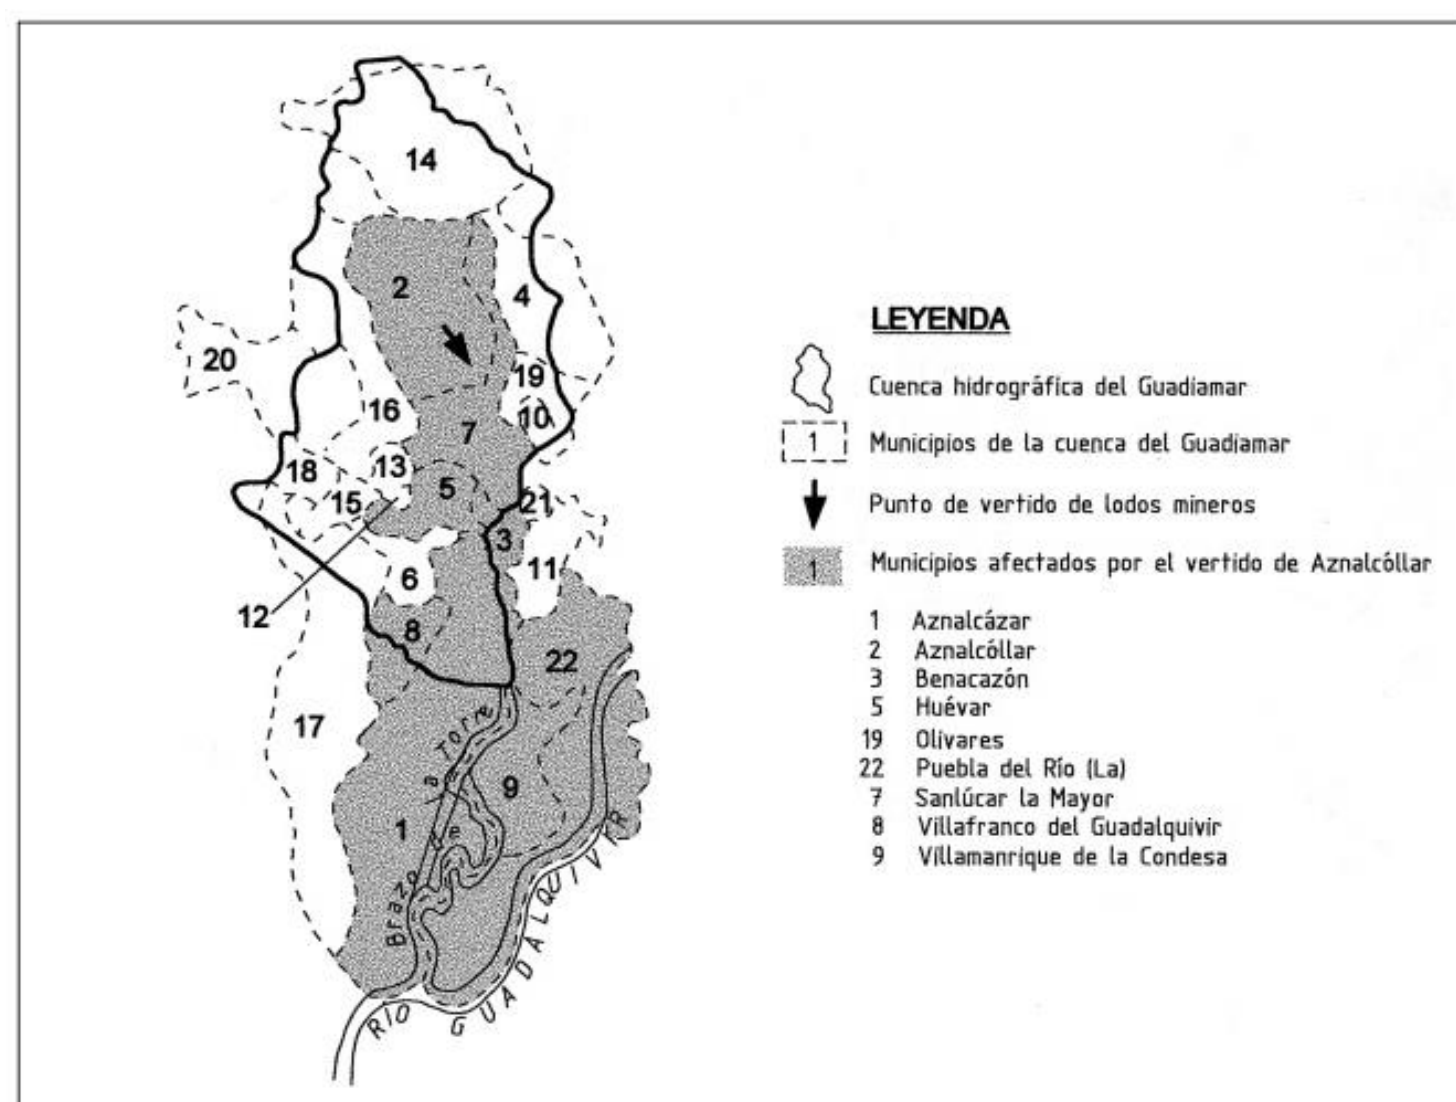 14
2
4
20
19
16
10
7
13
18
5
15
21
3
11
6
12
8
22
17
9
1
Brazo de la Torre
RÍO GUADALQUIVIR
LEYENDA
Cuenca hidrográfica del Guadiamar
1 Municipios de la cuenca del Guadiamar
Punto de vertido de lodos mineros
1 Municipios afectados por el vertido de Aznalcóllar
1 Aznalcázar
2 Aznalcóllar
3 Benacazón
5 Huévar
19 Olivares
22 Puebla del Río (La)
7 Sanlúcar la Mayor
8 Villafranco del Guadalquivir
9 Villamanrique de la Condesa